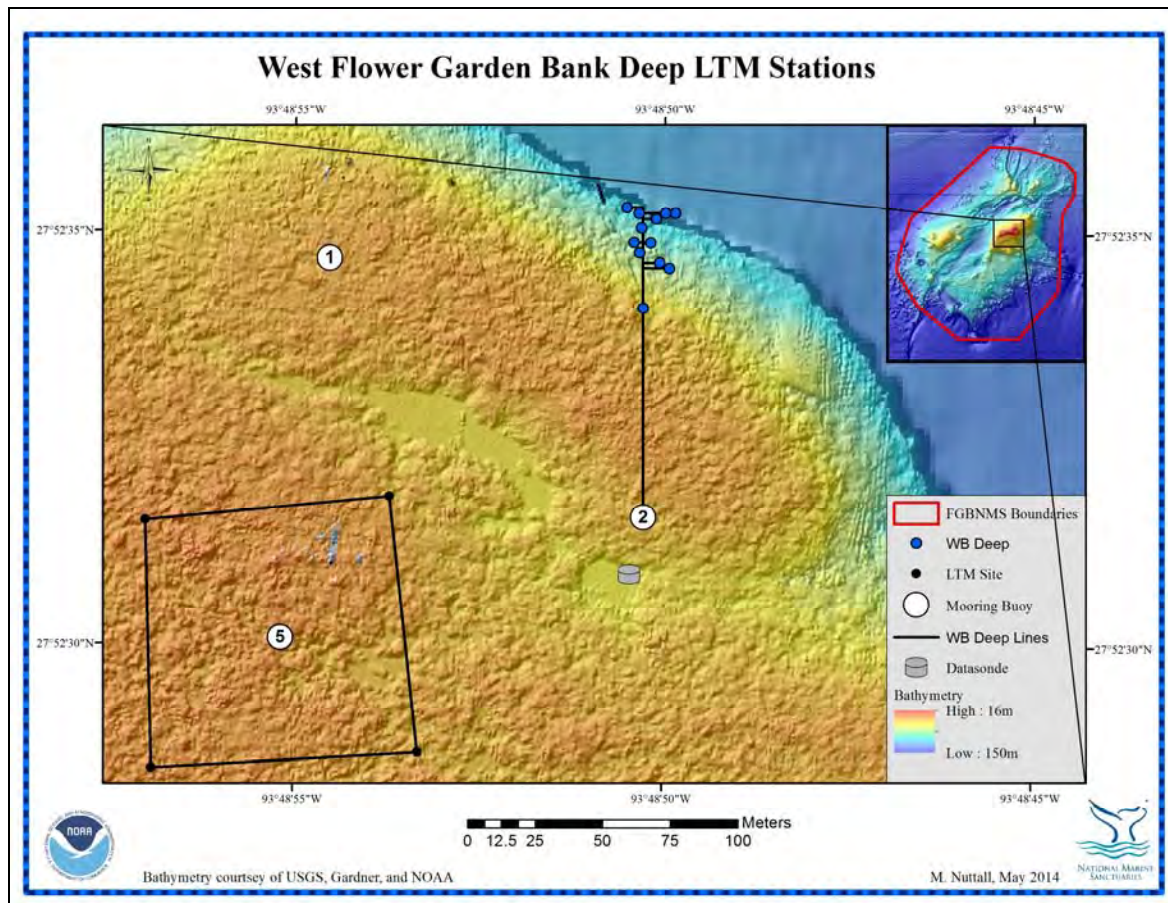 West Flower Garden Bank Deep LTM Stations
93°48'55"W
93°48'50"W
93°48'45"W
N
27°52'35"N
27°52'35"N
1
2
5
27°52'30"N
27°52'30"N
FGBNMS Boundaries
WB Deep
LTM Site
Mooring Buoy
WB Deep Lines
Datasonde
Bathymetry
High : 16m
Low : 150m
93°48'55"W
93°48'50"W
93°48'45"W
Meters
0 12.5 25 50 75 100
NOAA
Bathymetry courtsey of USGS, Gardner, and NOAA
M. Nuttall, May 2014
NATIONAL MARINE
SANCTUARIES